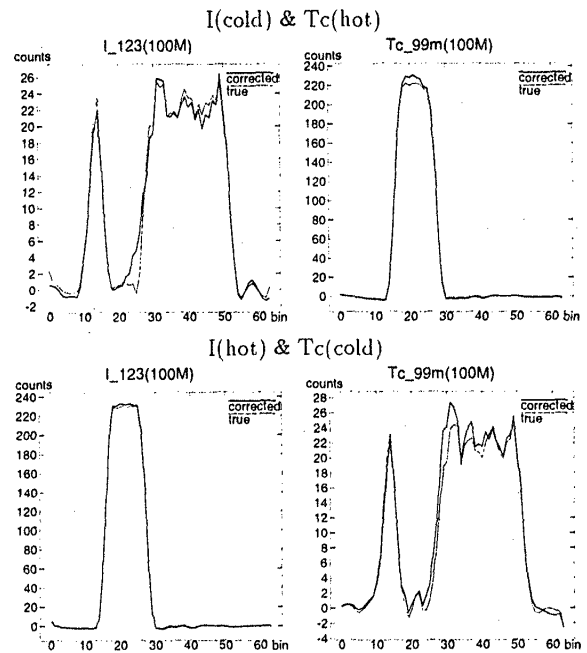 I(cold) & Tc(hot)
I_123(100M)
counts
corrected
true
26
24
22
20
18
16
14
12
10
8
6
4
2
0
-2
0 10 20 30 40 50 60 bin
Tc_99m(100M)
counts
corrected
true
240
220
200
180
160
140
120
100
80
60
40
20
0
0 10 20 30 40 50 60 bin
I(hot) & Tc(cold)
I_123(100M)
counts
corrected
true
240
220
200
180
160
140
120
100
80
60
40
20
0
0 10 20 30 40 50 60 bin
Tc_99m(100M)
counts
corrected
true
28
26
24
22
20
18
16
14
12
10
8
6
4
2
0
-2
-4
0 10 20 30 40 50 60 bin